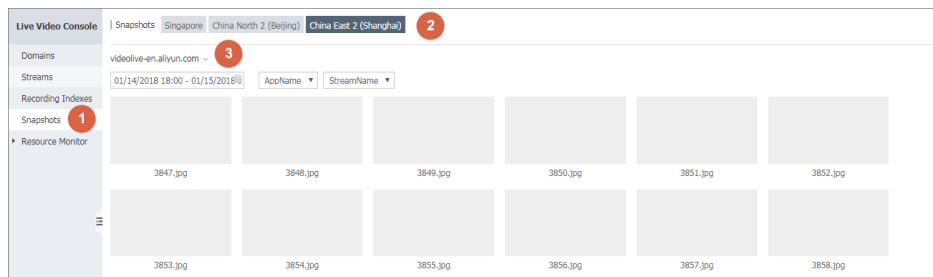 Live Video Console
Snapshots Singapore China North 2 (Beijing) China East 2 (Shanghai) 2
Domains
videolive-en.aliyun.com 3
Streams
01/14/2018 18:00 - 01/15/2018 AppName StreamName
Recording Indexes
Snapshots 1
Resource Monitor
3847.jpg 3848.jpg 3849.jpg 3850.jpg 3851.jpg 3852.jpg
3853.jpg 3854.jpg 3855.jpg 3856.jpg 3857.jpg 3858.jpg